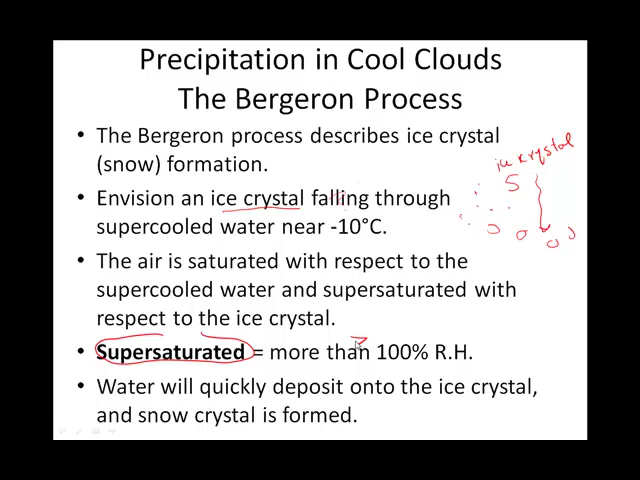 Precipitation in Cool Clouds
The Bergeron Process
• The Bergeron process describes ice crystal
(snow) formation.
ice crystal
• Envision an ice crystal falling through
supercooled water near -10°C.
• The air is saturated with respect to the
supercooled water and supersaturated with
respect to the ice crystal.
• Supersaturated = more than 100% R.H.
• Water will quickly deposit onto the ice crystal,
and snow crystal is formed.